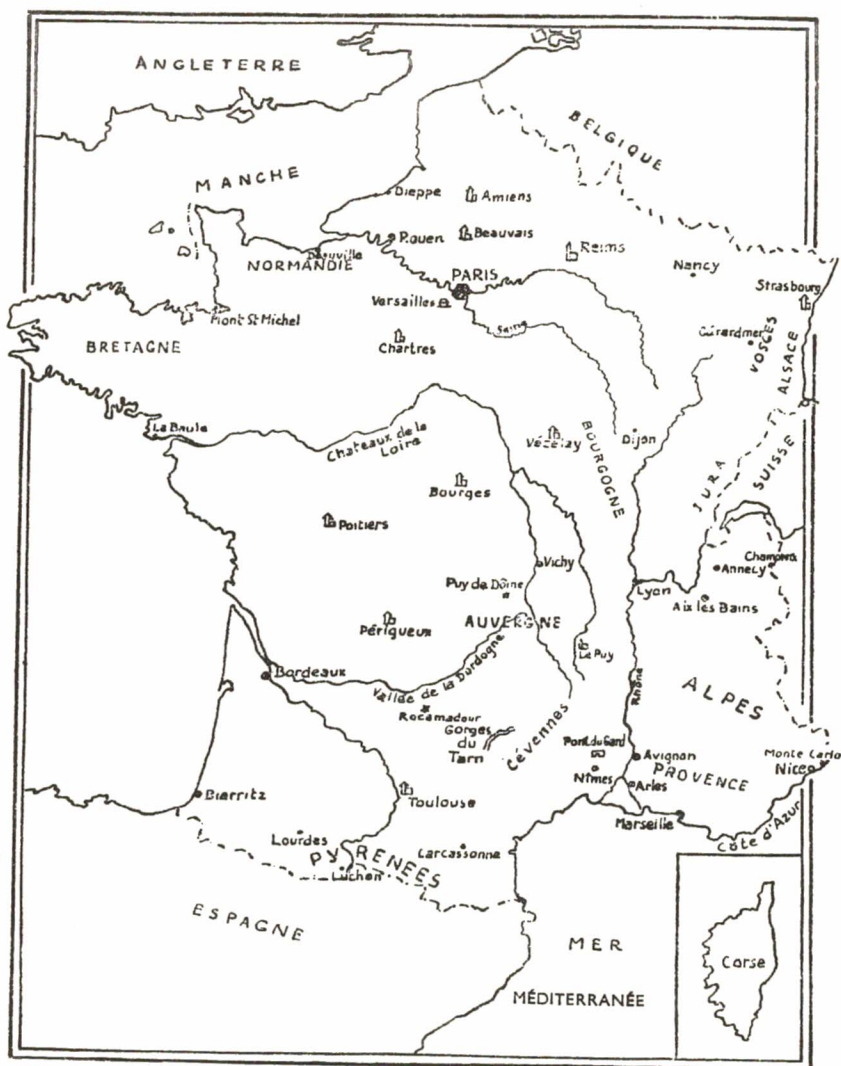 ANGLETERRE
BELGIQUE
MANCHE
Dieppe
Amiens
Rouen
Beauvais
Reims
Deauville
NORMANDIE
PARIS
Nancy
Strasbourg
Versailles
Mont St Michel
Seine
Gérardmer
VOSGES
ALSACE
BRETAGNE
Chartres
La Baule
Chateaux de la
Loire
Vézelay
BOURGOGNE
Dijon
JURA
SUISSE
Bourges
Poitiers
Vichy
Chamonix
Annecy
Puy de Dôme
Lyon
Aix les Bains
Périgueux
AUVERGNE
Le Puy
Bordeaux
Vallée de la Dordogne
Rhône
ALPES
Rocamadour
Gorges
du
Tarn
Cévennes
Pont du Gard
Avignon
Monte Carlo
Nice
PROVENCE
Nîmes
Arles
Biarritz
Toulouse
Marseille
Côte d'Azur
Lourdes
PYRENÉES
Carcassonne
Luchon
ESPAGNE
MER
MÉDITERRANÉE
Corse